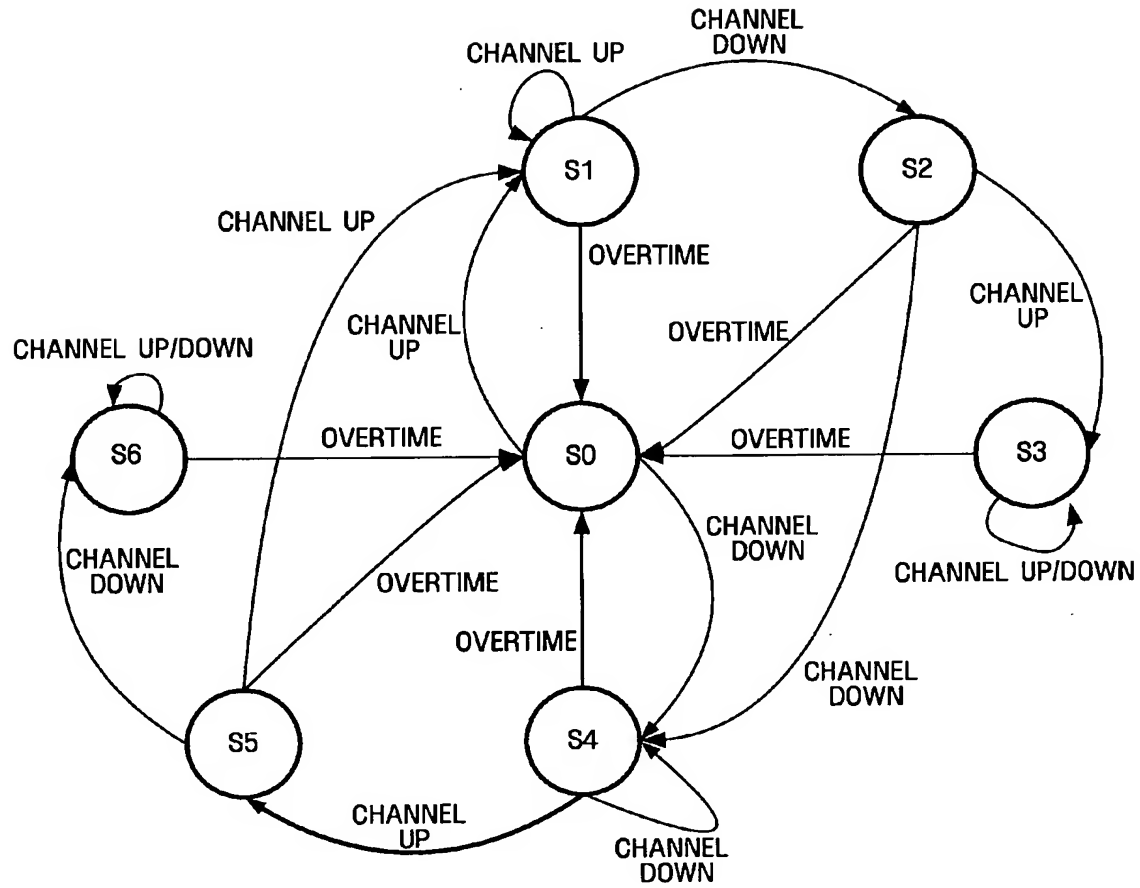 CHANNEL
DOWN
CHANNEL UP
S1
S2
CHANNEL UP
OVERTIME
CHANNEL
UP
CHANNEL
UP
OVERTIME
CHANNEL UP/DOWN
S6
OVERTIME
S0
OVERTIME
S3
CHANNEL
DOWN
CHANNEL
DOWN
OVERTIME
CHANNEL UP/DOWN
OVERTIME
CHANNEL
DOWN
S5
S4
CHANNEL
UP
CHANNEL
DOWN